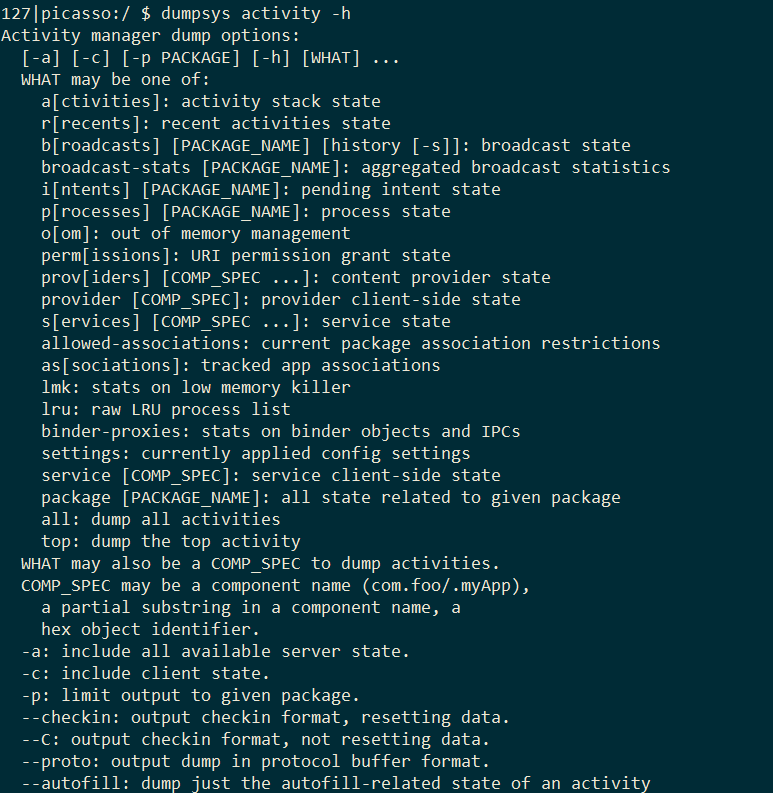 127|picasso:/ $ dumpsys activity -h
Activity manager dump options:
  [-a] [-c] [-p PACKAGE] [-h] [WHAT] ...
  WHAT may be one of:
    a[ctivities]: activity stack state
    r[recents]: recent activities state
    b[roadcasts] [PACKAGE_NAME] [history [-s]]: broadcast state
    broadcast-stats [PACKAGE_NAME]: aggregated broadcast statistics
    i[ntents] [PACKAGE_NAME]: pending intent state
    p[rocesses] [PACKAGE_NAME]: process state
    o[om]: out of memory management
    perm[issions]: URI permission grant state
    prov[iders] [COMP_SPEC ...]: content provider state
    provider [COMP_SPEC]: provider client-side state
    s[ervices] [COMP_SPEC ...]: service state
    allowed-associations: current package association restrictions
    as[sociations]: tracked app associations
    lmk: stats on low memory killer
    lru: raw LRU process list
    binder-proxies: stats on binder objects and IPCs
    settings: currently applied config settings
    service [COMP_SPEC]: service client-side state
    package [PACKAGE_NAME]: all state related to given package
    all: dump all activities
    top: dump the top activity
  WHAT may also be a COMP_SPEC to dump activities.
  COMP_SPEC may be a component name (com.foo/.myApp),
    a partial substring in a component name, a
    hex object identifier.
  -a: include all available server state.
  -c: include client state.
  -p: limit output to given package.
  --checkin: output checkin format, resetting data.
  --C: output checkin format, not resetting data.
  --proto: output dump in protocol buffer format.
  --autofill: dump just the autofill-related state of an activity